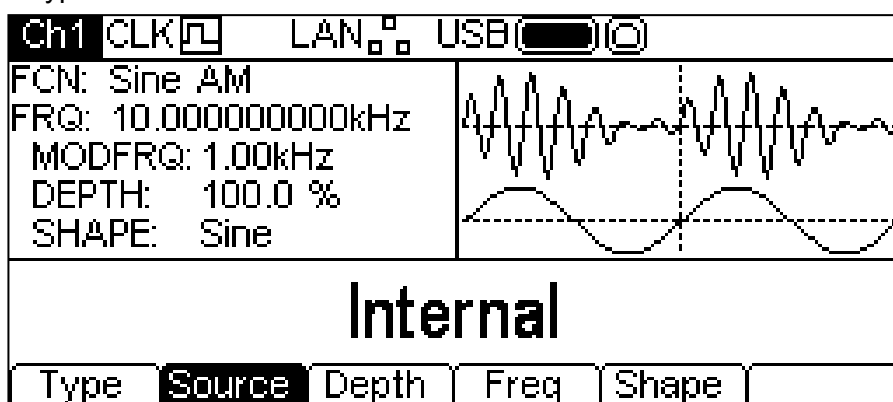 Ch1 CLK LAN USB
FCN: Sine AM
FRQ: 10.000000000kHz
MODFRQ: 1.00kHz
DEPTH: 100.0 %
SHAPE: Sine
Internal
Type Source Depth Freq Shape